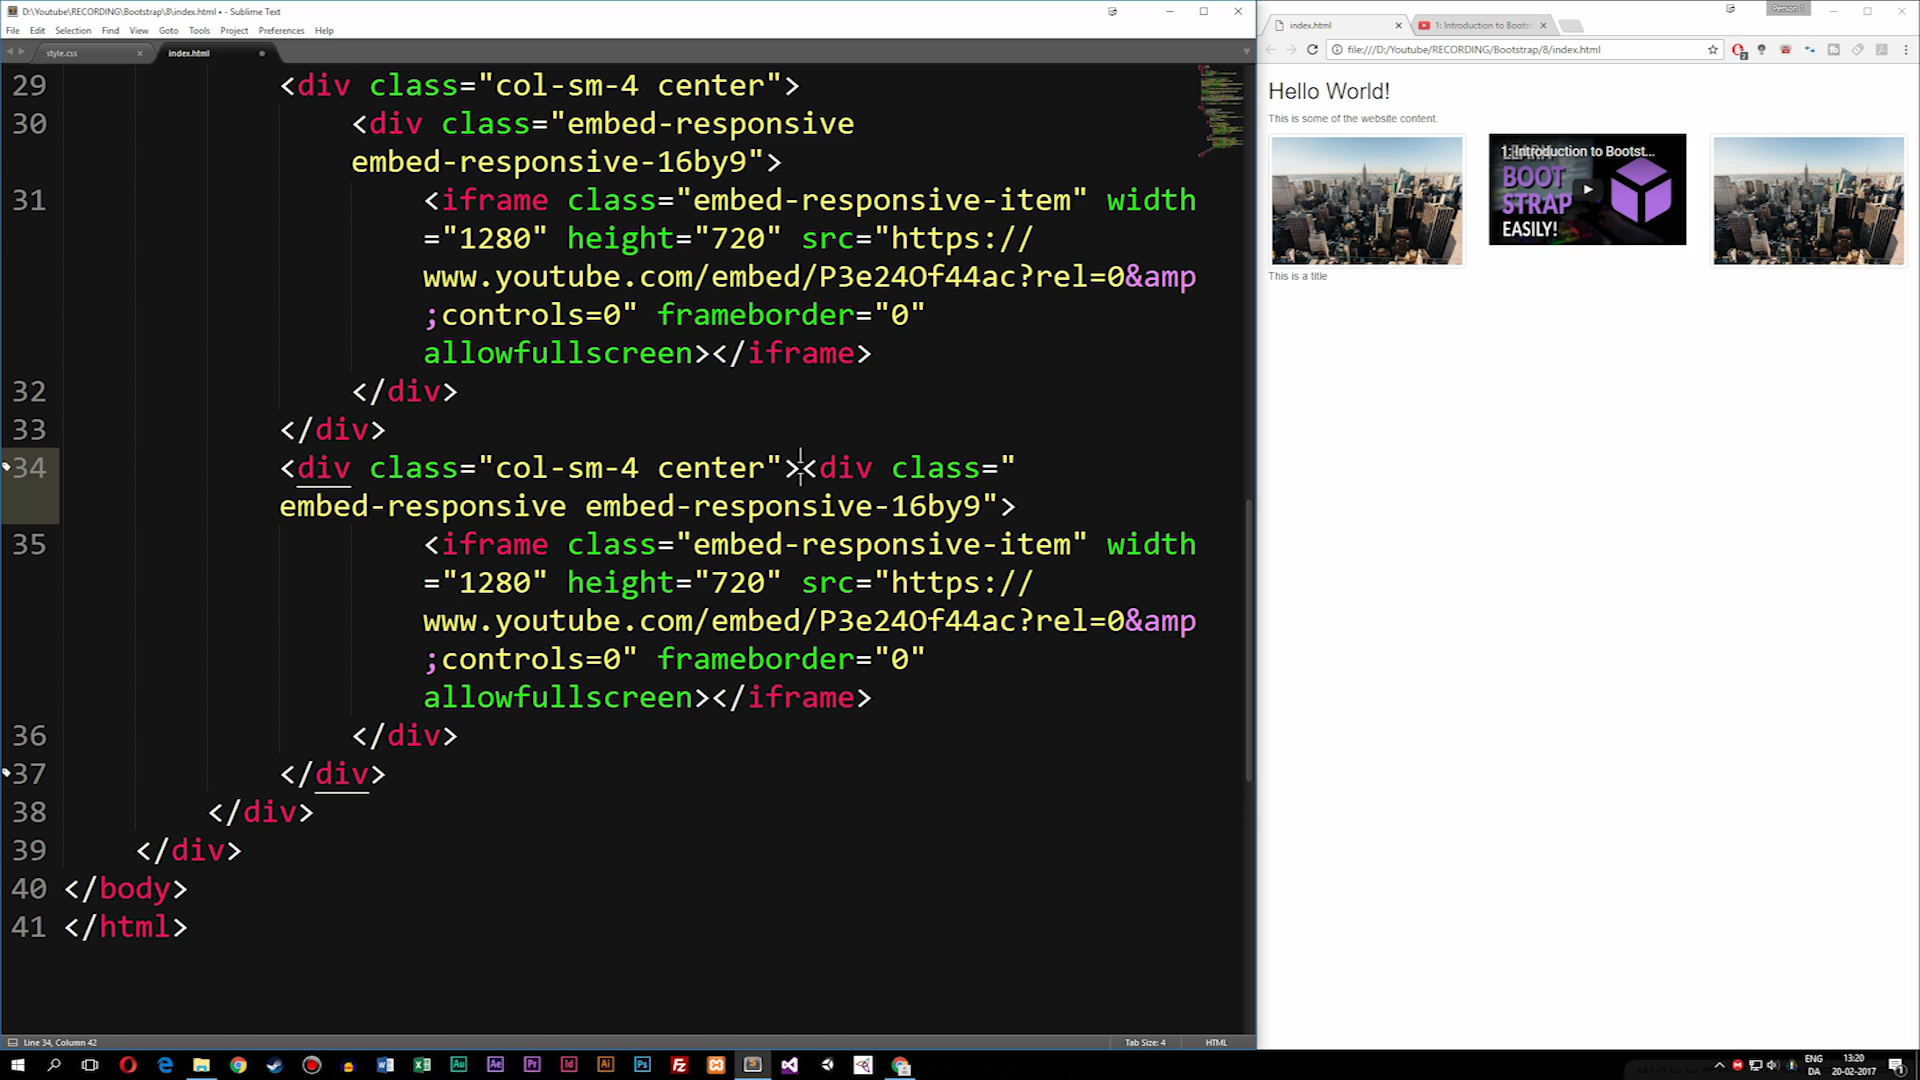 D:\Youtube\RECORDING\Bootstrap\8\index.html • - Sublime Text
File Edit Selection Find View Goto Tools Project Preferences Help
style.css × index.html
29 <div class="col-sm-4 center">
30 <div class="embed-responsive
embed-responsive-16by9">
31 <iframe class="embed-responsive-item" width
="1280" height="720" src="https://
www.youtube.com/embed/P3e24Of44ac?rel=0&amp
;controls=0" frameborder="0"
allowfullscreen></iframe>
32 </div>
33 </div>
34 <div class="col-sm-4 center"><div class="
embed-responsive embed-responsive-16by9">
35 <iframe class="embed-responsive-item" width
="1280" height="720" src="https://
www.youtube.com/embed/P3e24Of44ac?rel=0&amp
;controls=0" frameborder="0"
allowfullscreen></iframe>
36 </div>
37 </div>
38 </div>
39 </div>
40 </body>
41 </html>
Line 34, Column 42
Tab Size: 4 HTML
Person 1
index.html × 1: Introduction to Bootst ×
file:///D:/Youtube/RECORDING/Bootstrap/8/index.html
Hello World!
This is some of the website content.
1: Introduction to Bootst...
LEARN
BOOT
STRAP
EASILY!
This is a title
ENG
DA
13:20
20-02-2017